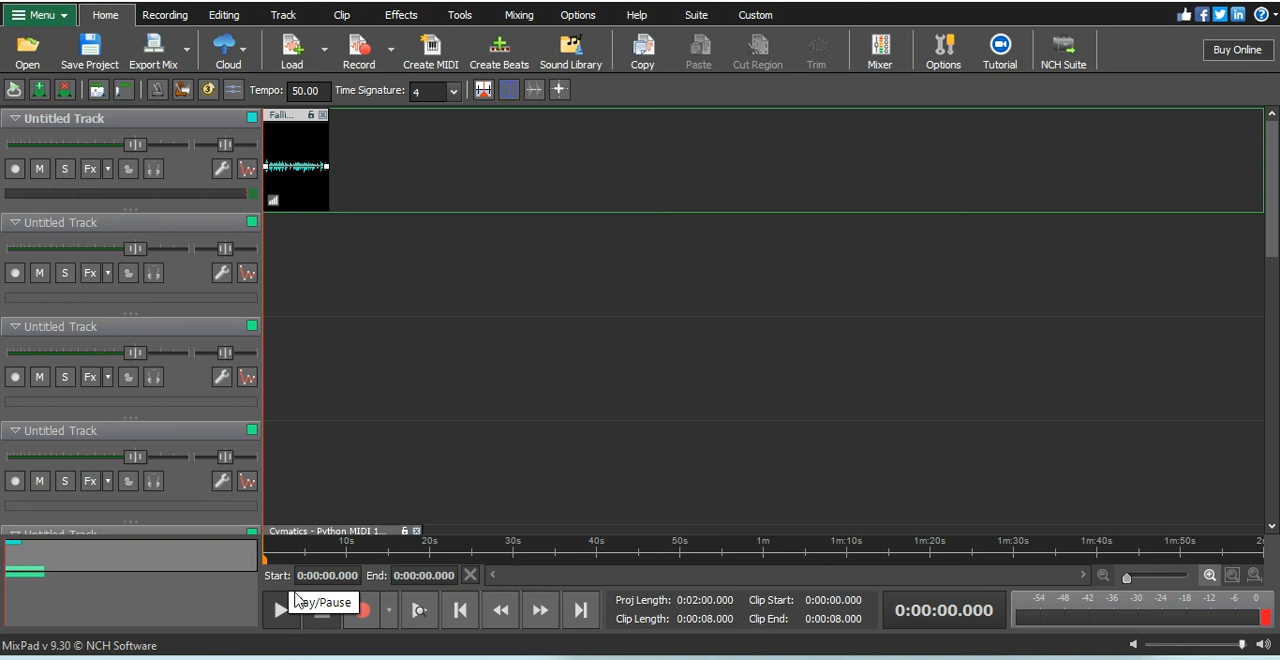 Menu Home Recording Editing Track Clip Effects Tools Mixing Options Help Suite Custom
Open Save Project Export Mix Cloud Load Record Create MIDI Create Beats Sound Library Copy Paste Cut Region Trim Mixer Options Tutorial NCH Suite Buy Online
Tempo: 50.00 Time Signature: 4
Untitled Track Falli...
M S Fx
Untitled Track
M S Fx
Untitled Track
M S Fx
Untitled Track
M S Fx
Untitled Track Cymatics - Python MIDI 1...
10s 20s 30s 40s 50s 1m 1m:10s 1m:20s 1m:30s 1m:40s 1m:50s
Start: 0:00:00.000 End: 0:00:00.000
Play/Pause
Proj Length: 0:02:00.000 Clip Start: 0:00:00.000
Clip Length: 0:00:08.000 Clip End: 0:00:08.000
0:00:00.000
-54 -48 -42 -36 -30 -24 -18 -12 -6 0
MixPad v 9.30 © NCH Software